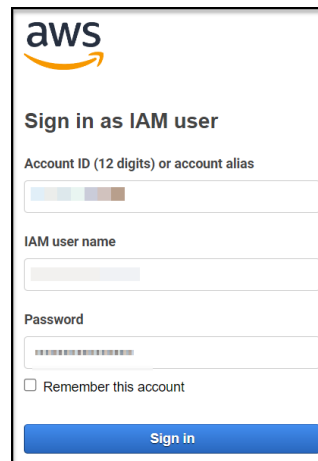 aws
Sign in as IAM user
Account ID (12 digits) or account alias
IAM user name
Password
Remember this account
Sign in